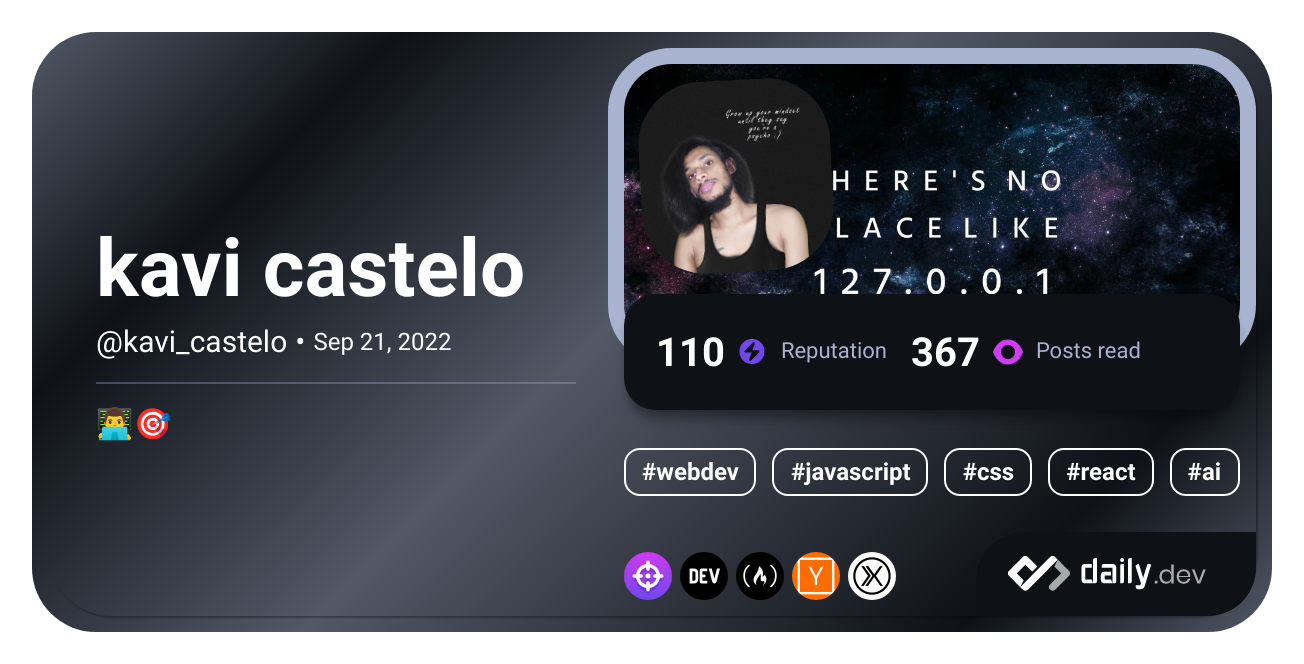 kavi castelo
@kavi_castelo • Sep 21, 2022
Grow up your mindset
until they say
you're a
psycho :)
HERE'S NO
LACE LIKE
127.0.0.1
110 Reputation 367 Posts read
#webdev #javascript #css #react #ai
DEV
Y
daily.dev